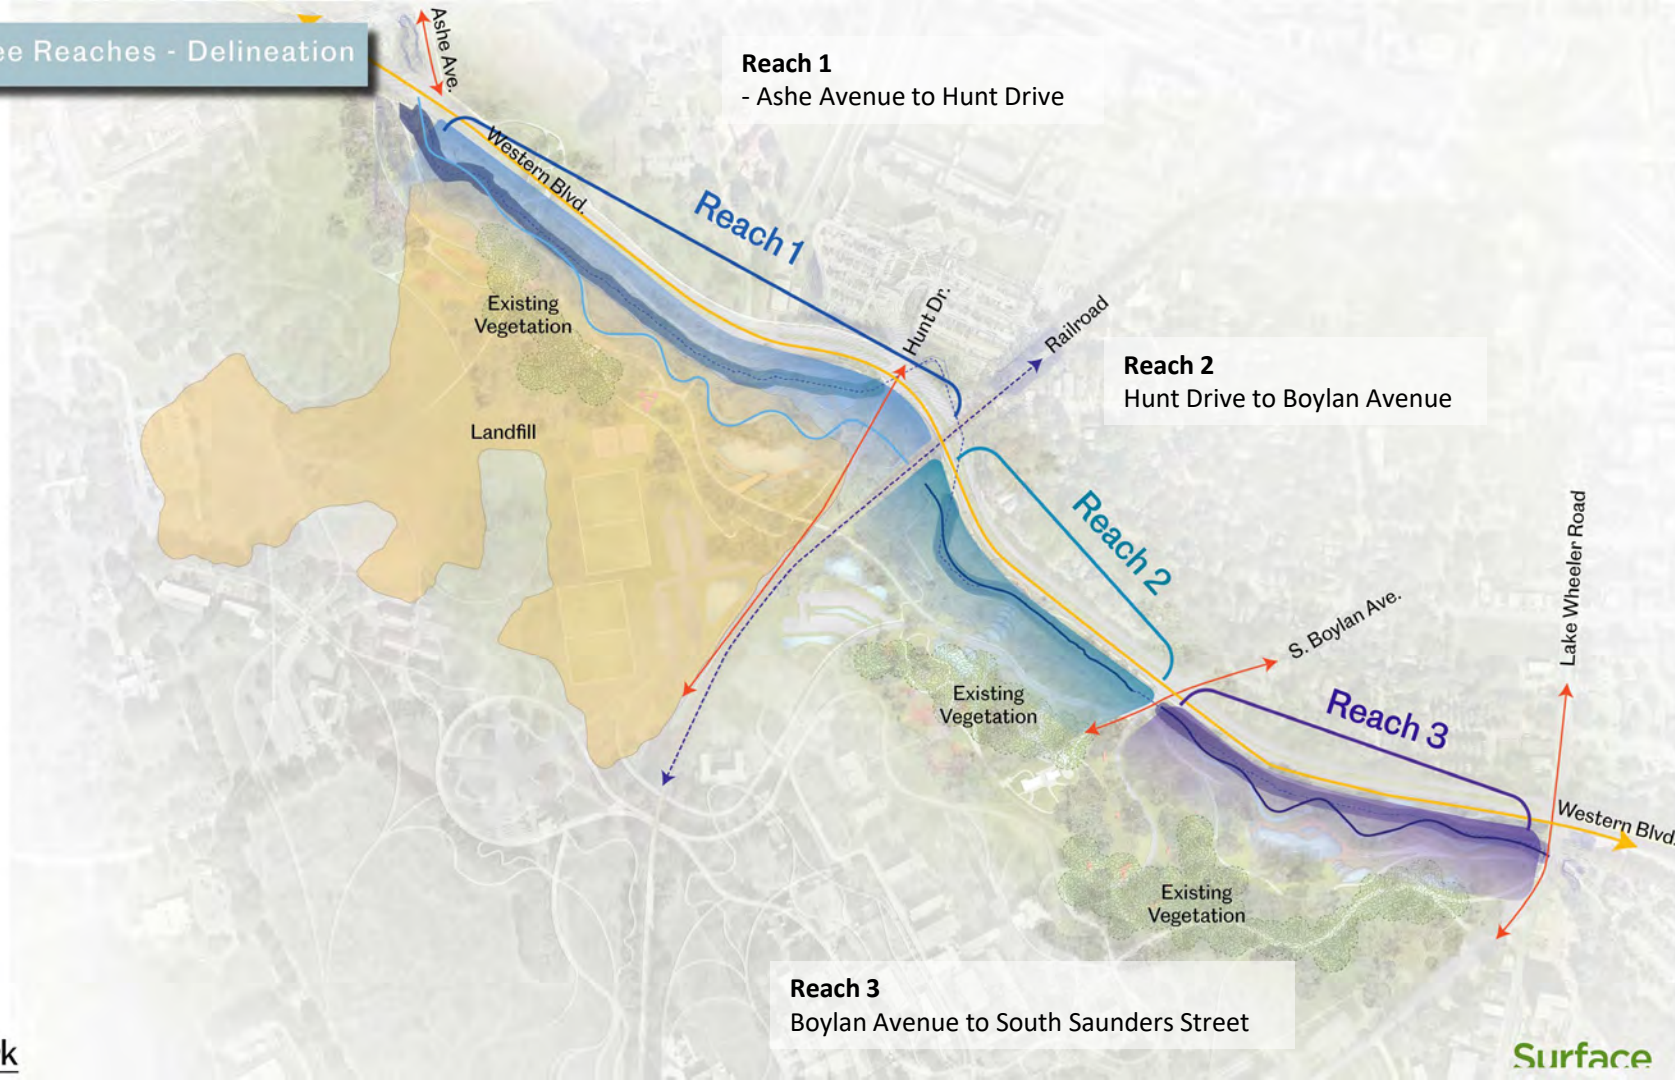 ee Reaches - Delineation
Ashe Ave.
Reach 1
- Ashe Avenue to Hunt Drive
Western Blvd.
Reach 1
Existing
Vegetation
Hunt Dr.
Railroad
Reach 2
Hunt Drive to Boylan Avenue
Landfill
Reach 2
Lake Wheeler Road
S. Boylan Ave.
Existing
Vegetation
Reach 3
Western Blvd.
Existing
Vegetation
Reach 3
Boylan Avenue to South Saunders Street
k
Surface